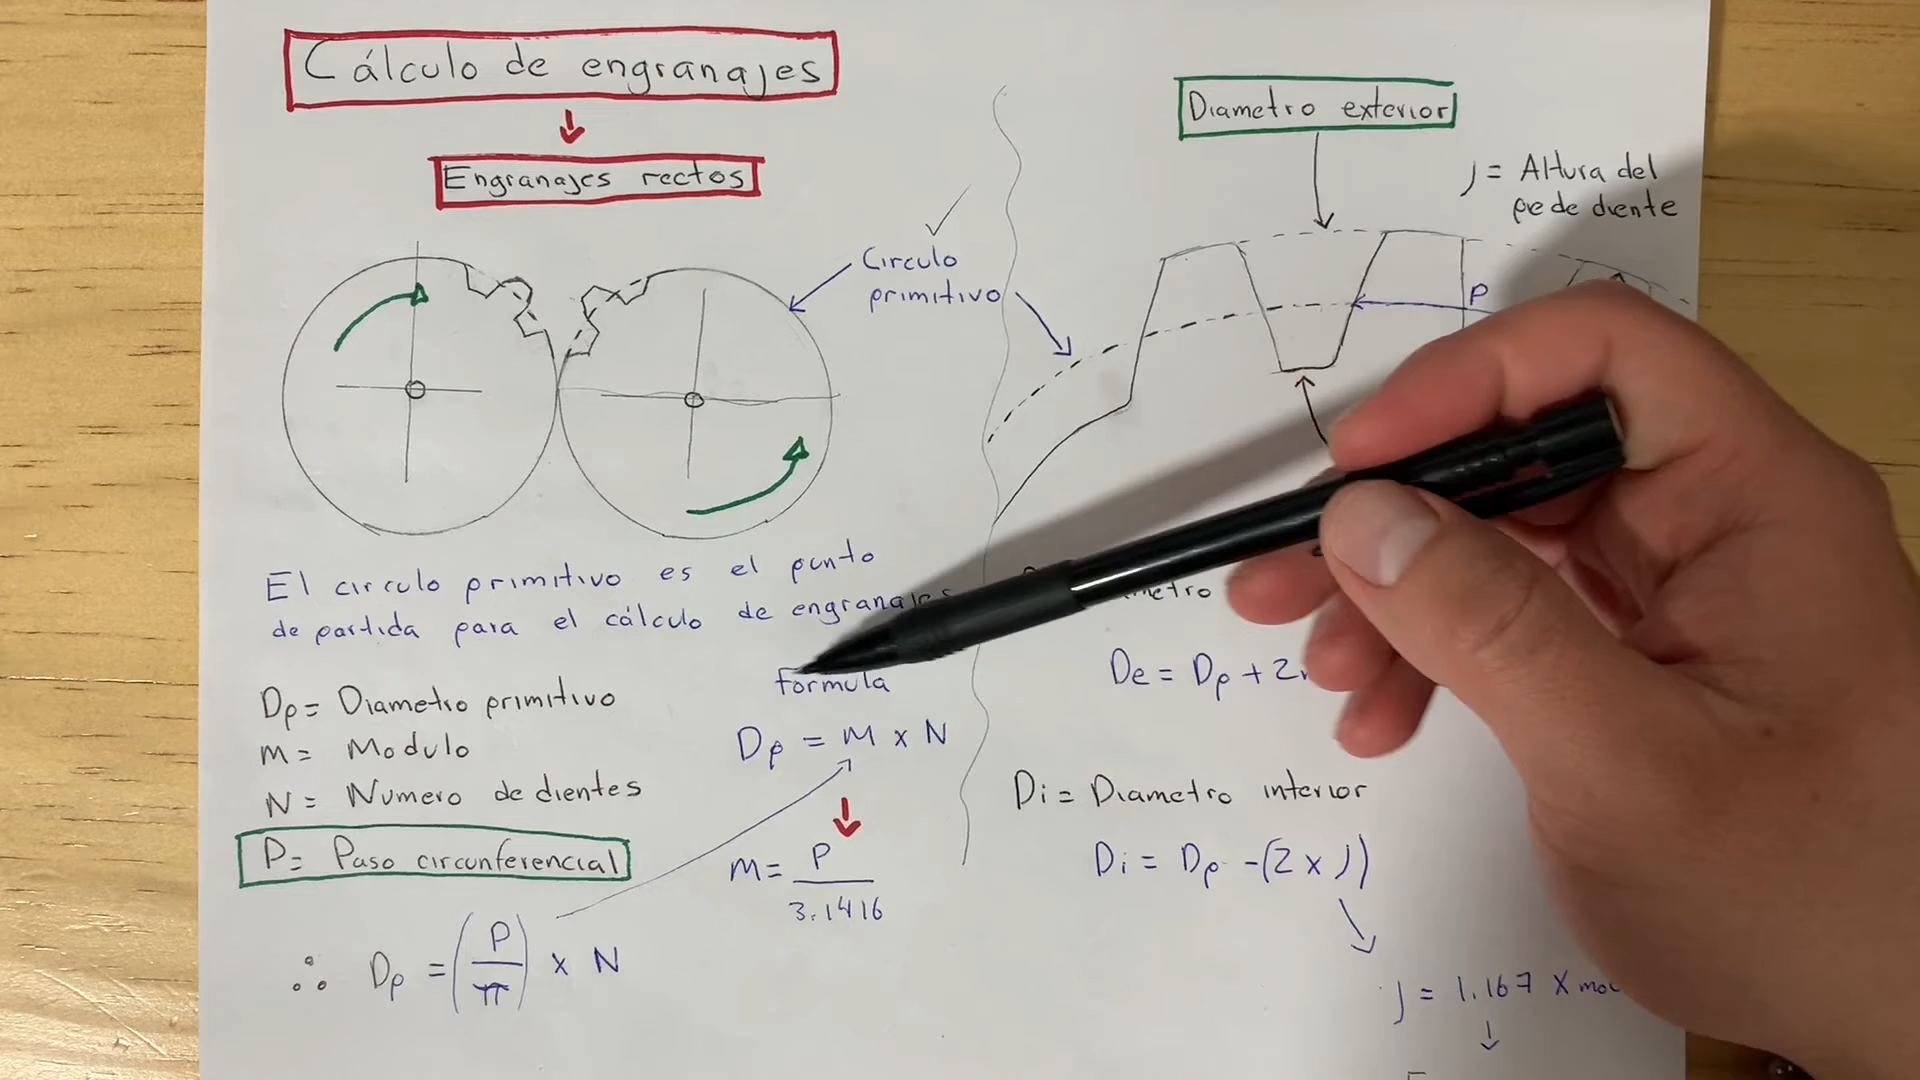 Cálculo de engranajes
Engranajes rectos
Circulo
primitivo
El circulo primitivo es el punto
de partida para el cálculo de engranajes
Dp= Diametro primitivo
m= Modulo
N= Numero de dientes
P= Paso circunferencial
∴ Dp = (P/π) x N
formula
Dp = M x N
m= P
3.1416
Diametro exterior
J = Altura del
pie de diente
P
De = Dp + 2
Di = Diametro interior
Di = Dp - (2 x J)
J = 1.167 x